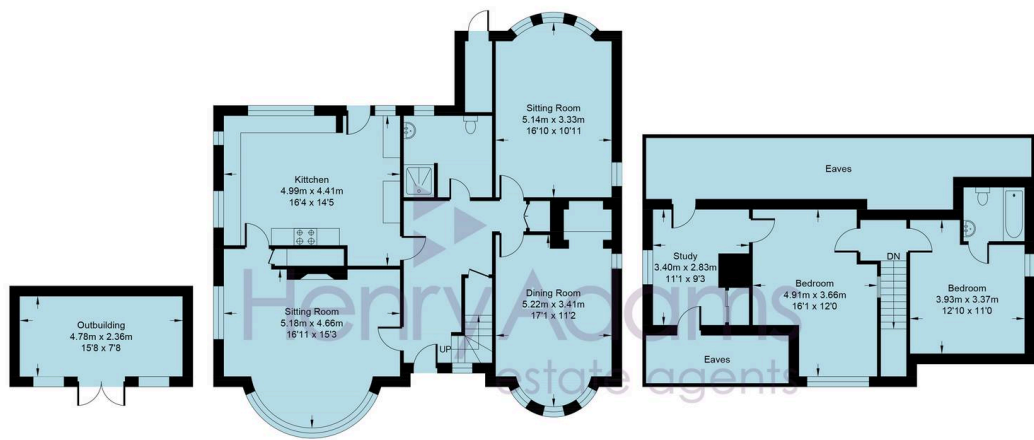 Sitting Room
5.14m x 3.33m
16'10 x 10'11
Kittchen
4.99m x 4.41m
16'4 x 14'5
Eaves
Study
3.40m x 2.83m
11'1 x 9'3
Bedroom
4.91m x 3.66m
16'1 x 12'0
DN
Bedroom
3.93m x 3.37m
12'10 x 11'0
Sitting Room
5.18m x 4.66m
16'11 x 15'3
Dining Room
5.22m x 3.41m
17'1 x 11'2
Outbuilding
4.78m x 2.36m
15'8 x 7'8
UP
Eaves
Henry Adams
estate agents